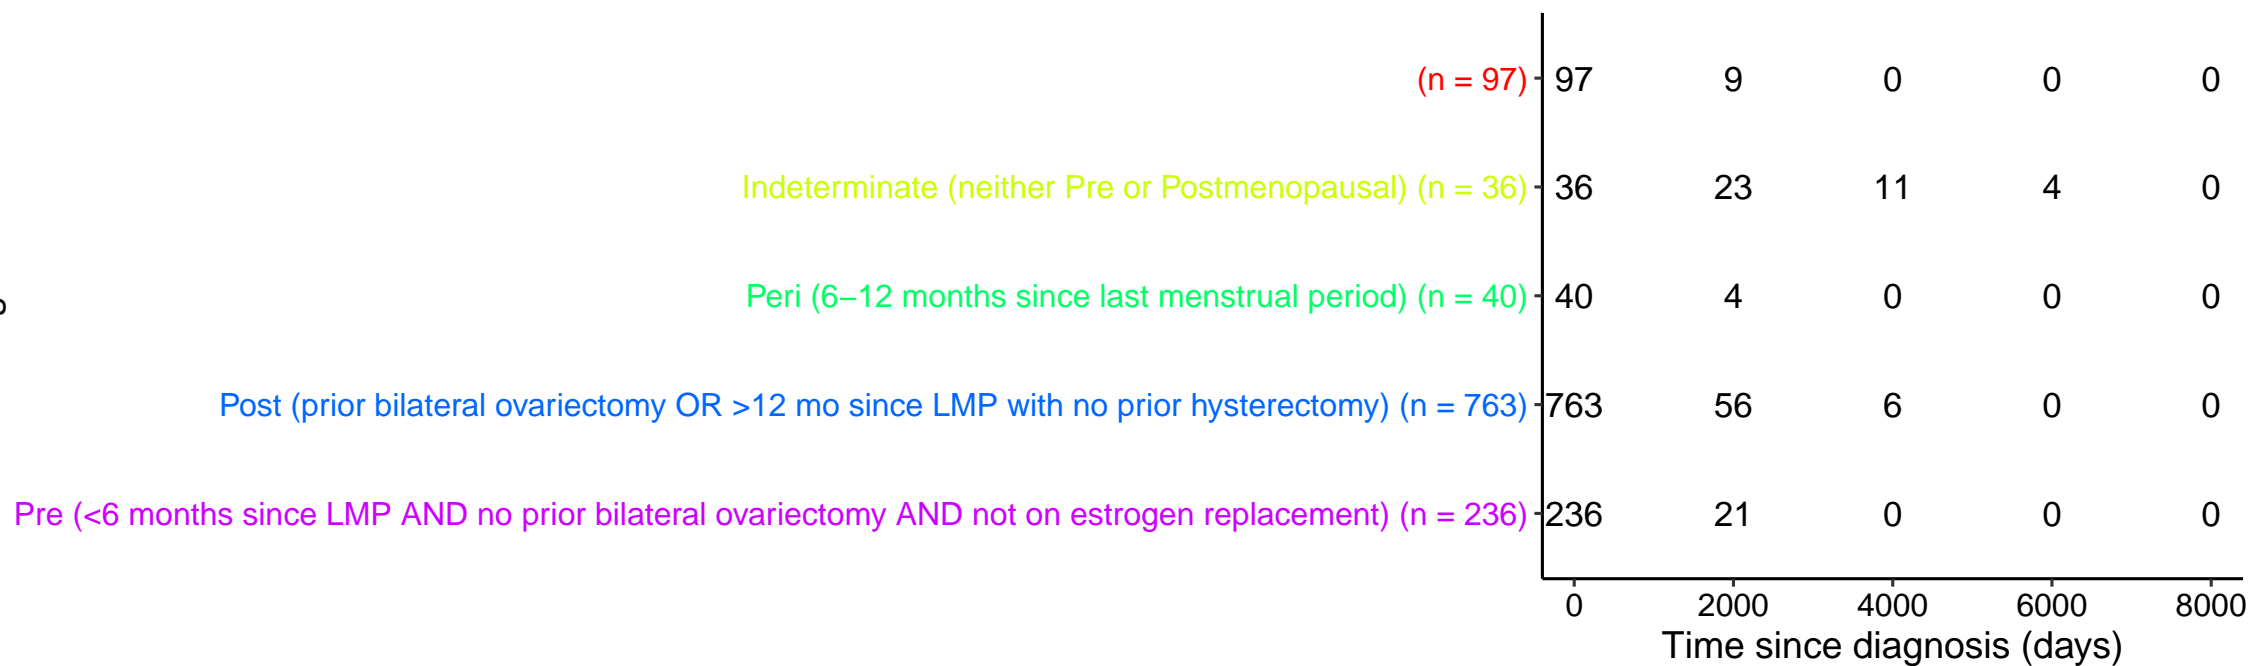 (n = 97) 97 9 0 0 0
Indeterminate (neither Pre or Postmenopausal) (n = 36) 36 23 11 4 0
Peri (6−12 months since last menstrual period) (n = 40) 40 4 0 0 0
Post (prior bilateral ovariectomy OR >12 mo since LMP with no prior hysterectomy) (n = 763) 763 56 6 0 0
Pre (<6 months since LMP AND no prior bilateral ovariectomy AND not on estrogen replacement) (n = 236) 236 21 0 0 0
0 2000 4000 6000 8000
Time since diagnosis (days)